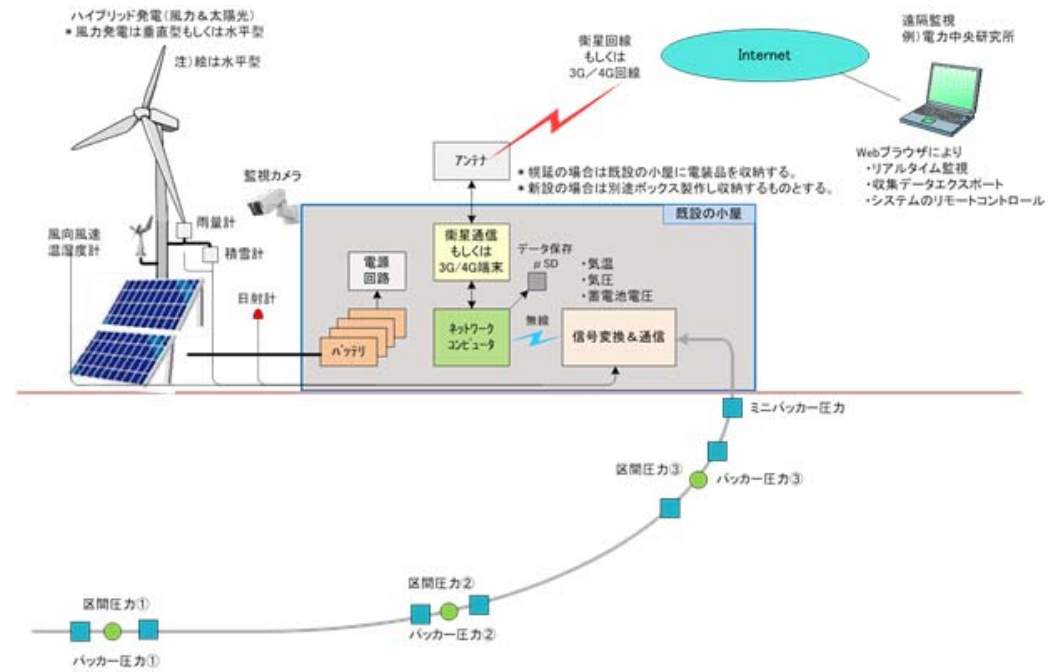 ハイブリッド発電(風力&太陽光)
*風力発電は垂直型もしくは水平型
注)絵は水平型
衛星回線
もしくは
3G/4G回線
Internet
遠隔監視
例)電力中央研究所
Webブラウザにより
・リアルタイム監視
・収集データエクスポート
・システムのリモートコントロール
アンテナ
*幌延の場合は既設の小屋に電装品を収納する。
*新設の場合は別途ボックス製作し収納するものとする。
監視カメラ
既設の小屋
雨量計
風向風速
温湿度計
積雪計
日射計
電源
回路
衛星通信
もしくは
3G/4G端末
データ保存
μSD
・気温
・気圧
・蓄電池電圧
バッテリ
ネットワーク
コンピュータ
無線
信号変換&通信
ミニパッカー圧力
区間圧力③
パッカー圧力③
区間圧力②
パッカー圧力②
区間圧力①
パッカー圧力①